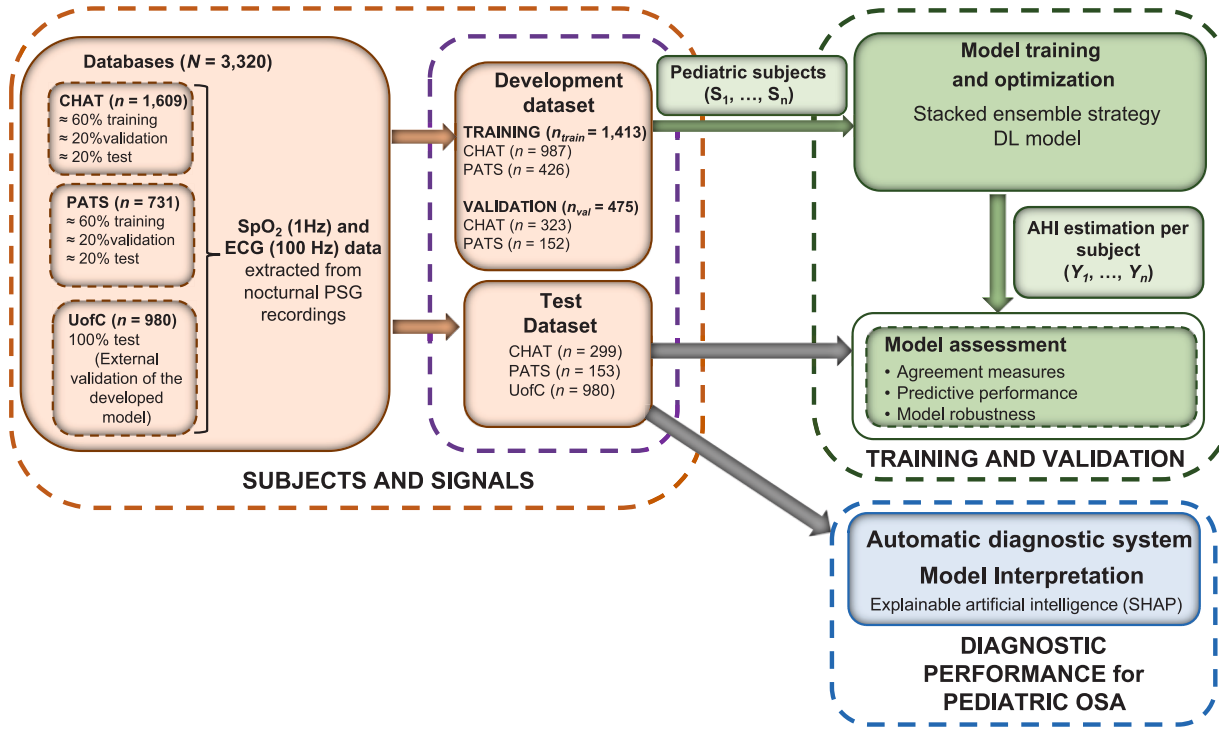 Databases (N = 3,320)
CHAT (n = 1,609)
≈ 60% training
≈ 20%validation
≈ 20% test
PATS (n = 731)
≈ 60% training
≈ 20%validation
≈ 20% test
UofC (n = 980)
100% test
(External
validation of the
developed
model)
SpO₂ (1Hz) and
ECG (100 Hz) data
extracted from
nocturnal PSG
recordings
Development
dataset
TRAINING (n_train = 1,413)
CHAT (n = 987)
PATS (n = 426)
VALIDATION (n_val = 475)
CHAT (n = 323)
PATS (n = 152)
Test
Dataset
CHAT (n = 299)
PATS (n = 153)
UofC (n = 980)
SUBJECTS AND SIGNALS
Pediatric subjects
(S₁, …, Sₙ)
Model training
and optimization
Stacked ensemble strategy
DL model
AHI estimation per
subject
(Y₁, …, Yₙ)
Model assessment
• Agreement measures
• Predictive performance
• Model robustness
TRAINING AND VALIDATION
Automatic diagnostic system
Model Interpretation
Explainable artificial intelligence (SHAP)
DIAGNOSTIC
PERFORMANCE for
PEDIATRIC OSA